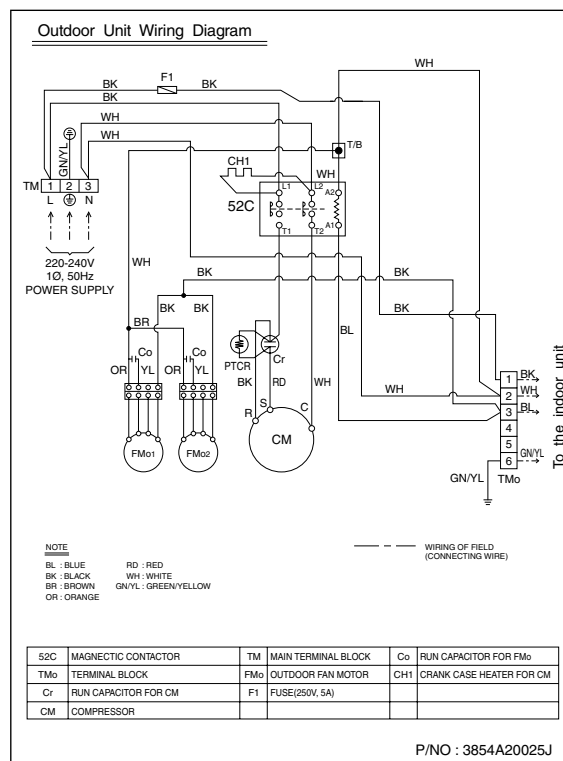 Outdoor Unit Wiring Diagram
WH
F1
BK
BK
BK
WH
WH
GN/YL
T/B
CH1
WH
TM
1
2
3
L
N
52C
L1
L2
A2
T1
T2
A1
220-240V
1Ø, 50Hz
POWER SUPPLY
WH
BK
BK
BK
BL
BK
BK
BR
Co
Co
OR
YL
OR
YL
PTCR
Cr
BK
RD
WH
WH
R
S
C
CM
FMo1
FMo2
1
BK
2
WH
3
BL
4
5
6
GN/YL
GN/YL
TMo
To the indoor unit
NOTE
BL : BLUE
RD : RED
BK : BLACK
WH : WHITE
BR : BROWN
GN/YL : GREEN/YELLOW
OR : ORANGE
WIRING OF FIELD
(CONNECTING WIRE)
52C MAGNECTIC CONTACTOR TM MAIN TERMINAL BLOCK Co RUN CAPACITOR FOR FMo
TMo TERMINAL BLOCK FMo OUTDOOR FAN MOTOR CH1 CRANK CASE HEATER FOR CM
Cr RUN CAPACITOR FOR CM F1 FUSE(250V, 5A)
CM COMPRESSOR
P/NO : 3854A20025J